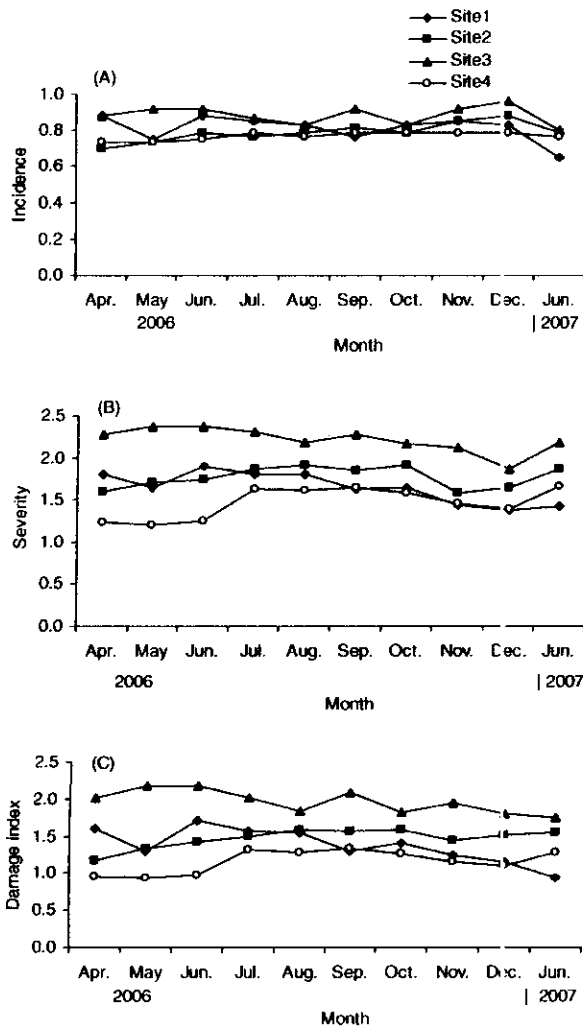 Site1
Site2
Site3
Site4
(A)
1.0
0.8
0.6
0.4
0.2
0.0
Incidence
Apr. May Jun. Jul. Aug. Sep. Oct. Nov. Dec. Jun.
2006 | 2007
Month
(B)
2.5
2.0
1.5
1.0
0.5
0.0
Severity
Apr. May Jun. Jul. Aug. Sep. Oct. Nov. Dec. Jun.
2006 | 2007
Month
(C)
2.5
2.0
1.5
1.0
0.5
0.0
Damage index
Apr. May Jun. Jul. Aug. Sep. Oct. Nov. Dec. Jun.
2006 | 2007
Month